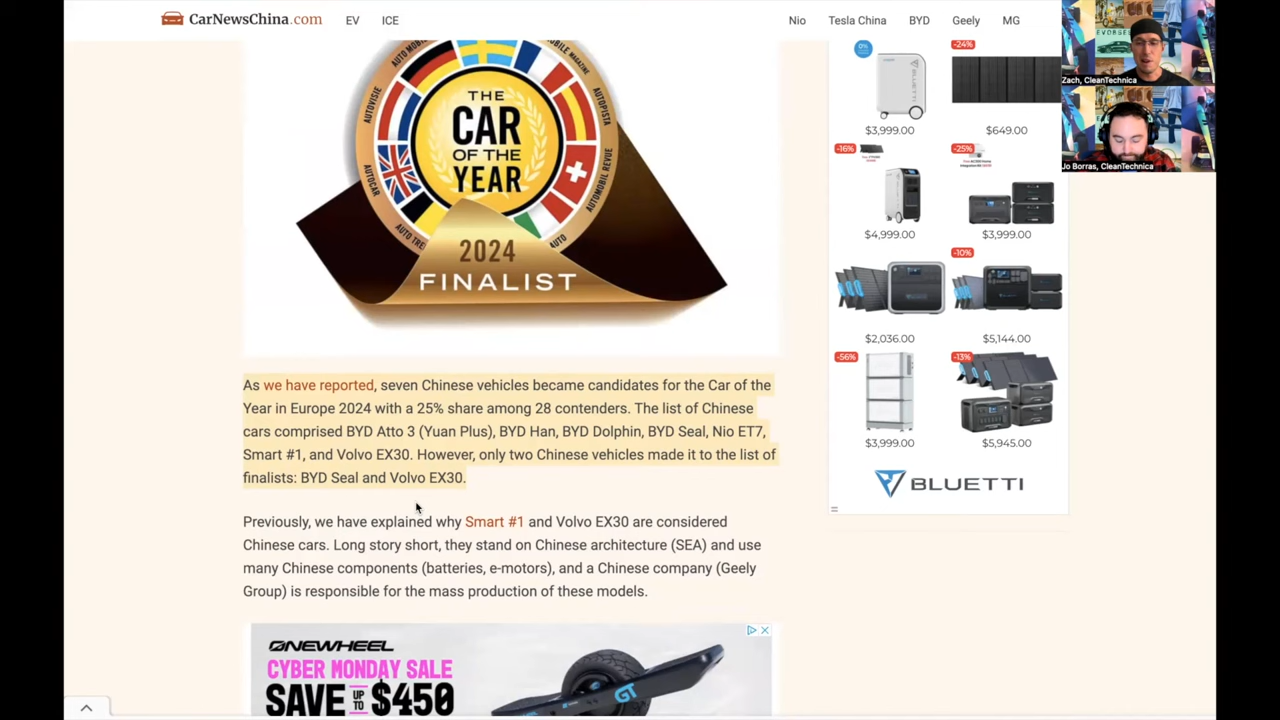 CarNewsChina.com
EV
ICE
Nio
Tesla China
BYD
Geely
MG
Zach, CleanTechnica
Jo Borras, CleanTechnica
AUTOVISIE
AUTOCAR
AUTOPISTA
AUTOMOBIL REVUE
AUTO
THE
CAR
OF THE
YEAR
2024
FINALIST
As we have reported, seven Chinese vehicles became candidates for the Car of the
Year in Europe 2024 with a 25% share among 28 contenders. The list of Chinese
cars comprised BYD Atto 3 (Yuan Plus), BYD Han, BYD Dolphin, BYD Seal, Nio ET7,
Smart #1, and Volvo EX30. However, only two Chinese vehicles made it to the list of
finalists: BYD Seal and Volvo EX30.
Previously, we have explained why Smart #1 and Volvo EX30 are considered
Chinese cars. Long story short, they stand on Chinese architecture (SEA) and use
many Chinese components (batteries, e-motors), and a Chinese company (Geely
Group) is responsible for the mass production of these models.
ONEWHEEL
CYBER MONDAY SALE
SAVE UP TO $450
GT
0%
BLUETTI
-24%
$3,999.00
$649.00
-16%
-25%
$4,999.00
$3,999.00
-10%
$2,036.00
$5,144.00
-56%
-13%
$3,999.00
$5,945.00
BLUETTI